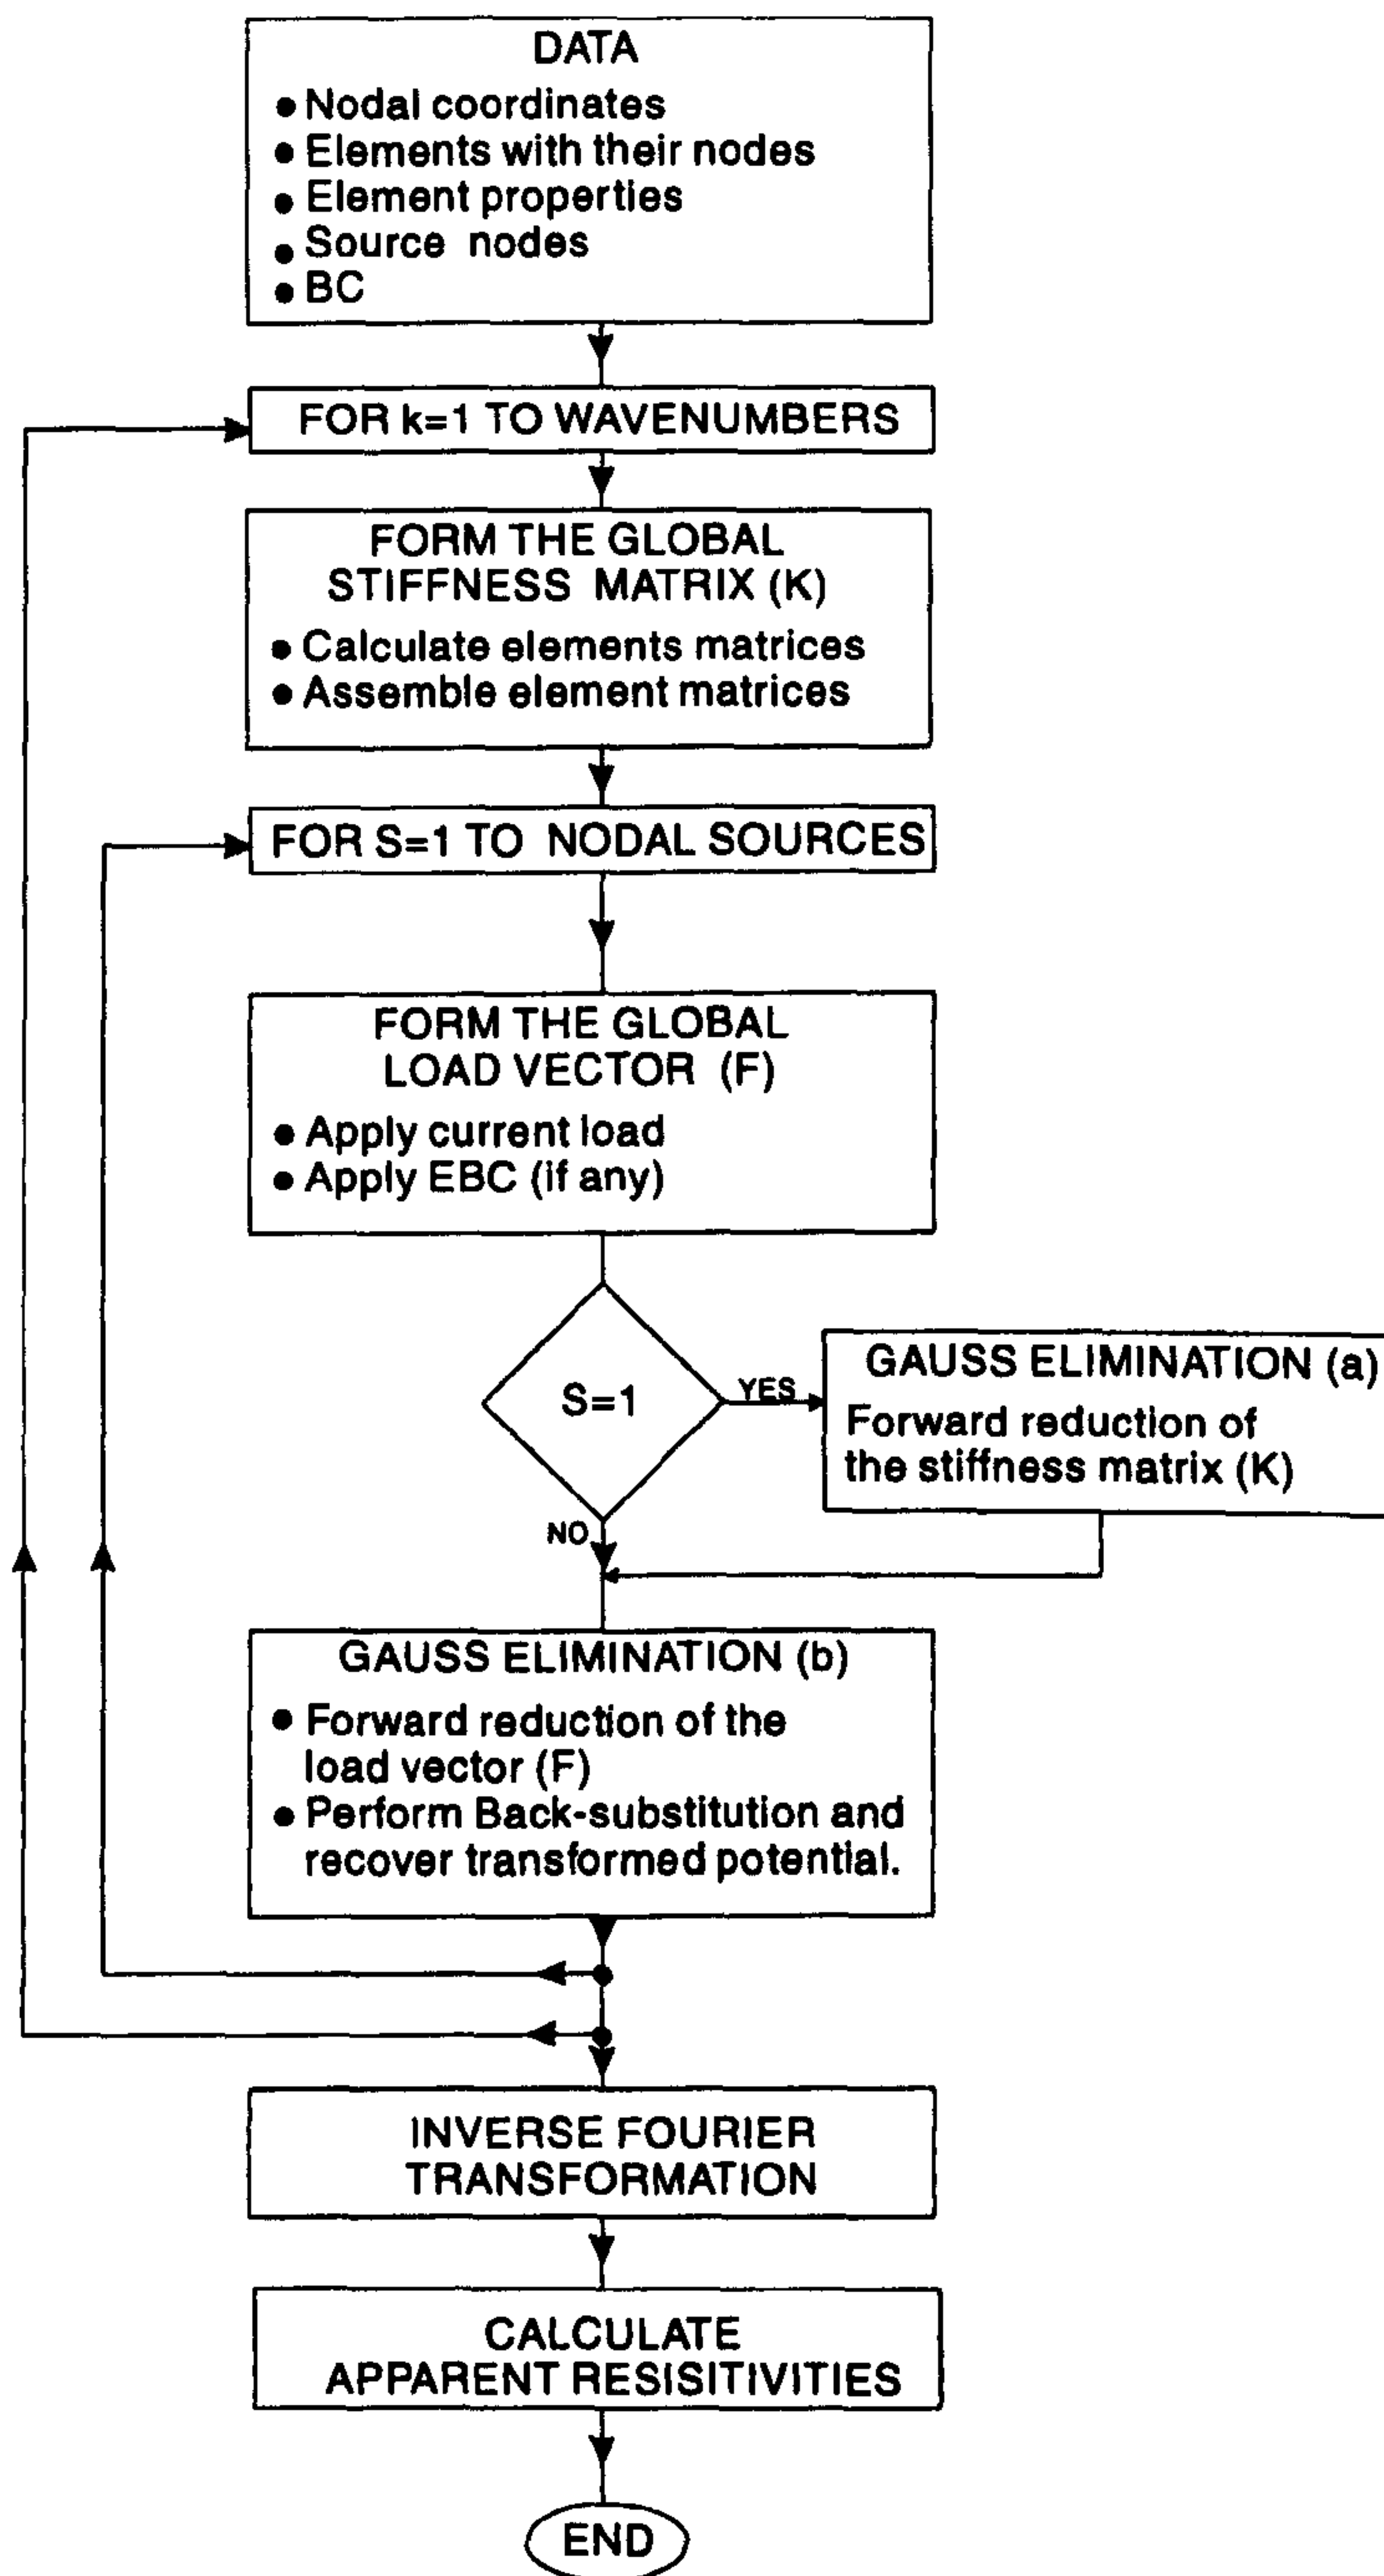 DATA
● Nodal coordinates
● Elements with their nodes
● Element properties
● Source nodes
● BC
FOR k=1 TO WAVENUMBERS
FORM THE GLOBAL
STIFFNESS MATRIX (K)
● Calculate elements matrices
● Assemble element matrices
FOR S=1 TO NODAL SOURCES
FORM THE GLOBAL
LOAD VECTOR (F)
● Apply current load
● Apply EBC (if any)
S=1
YES
GAUSS ELIMINATION (a)
Forward reduction of
the stiffness matrix (K)
NO
GAUSS ELIMINATION (b)
● Forward reduction of the
load vector (F)
● Perform Back-substitution and
recover transformed potential.
INVERSE FOURIER
TRANSFORMATION
CALCULATE
APPARENT RESISITIVITIES
END